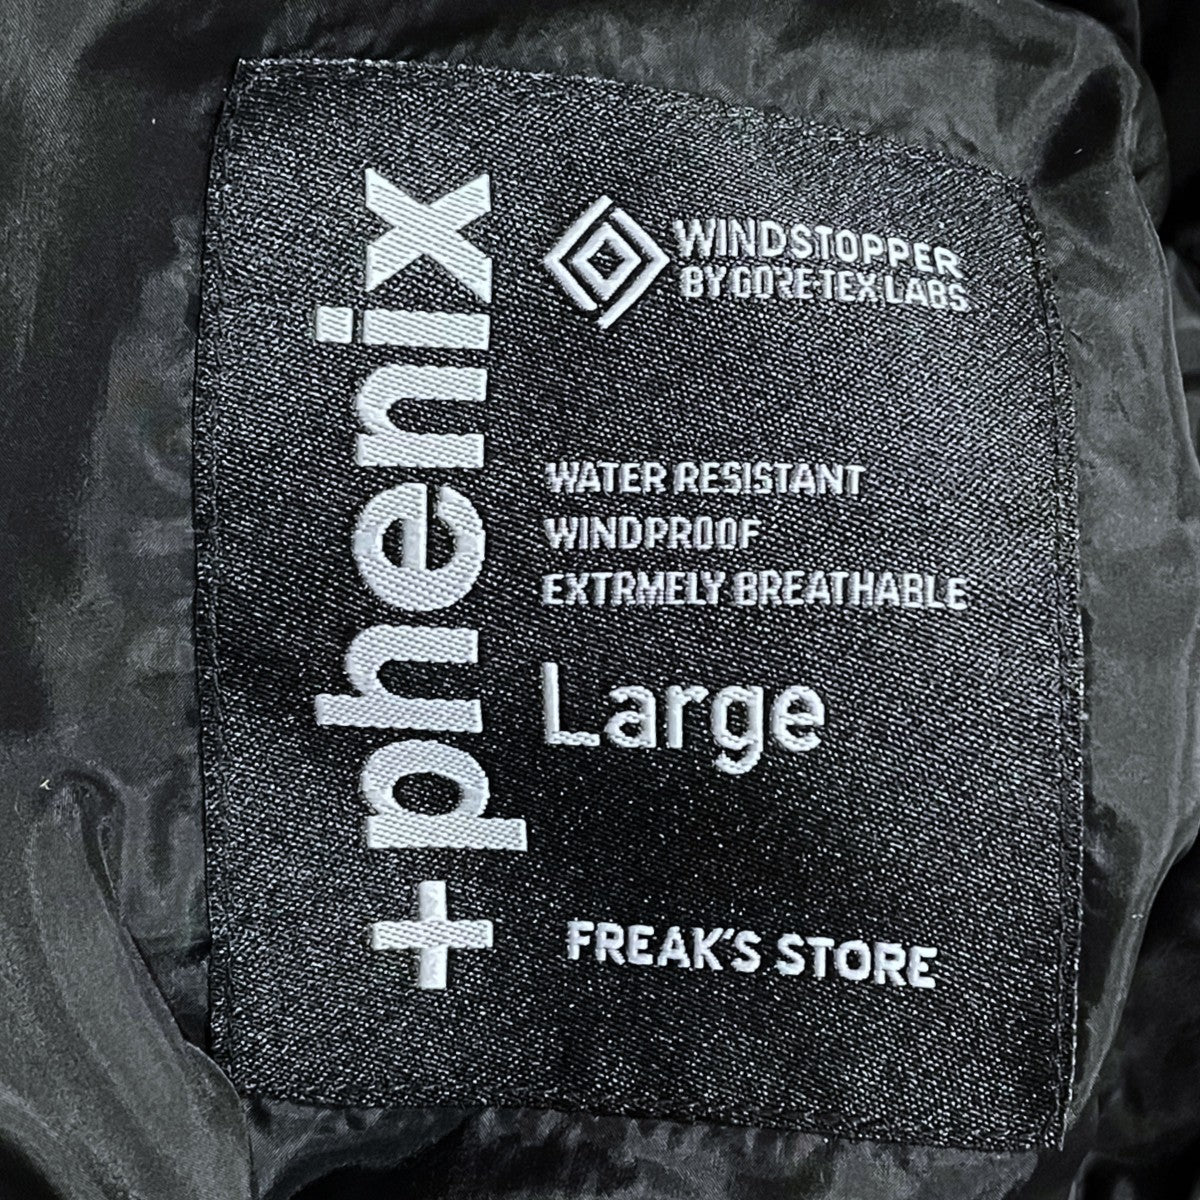 +phenix
WINDSTOPPER
BY GORE-TEX LABS
WATER RESISTANT
WINDPROOF
EXTRMELY BREATHABLE
Large
FREAK'S STORE